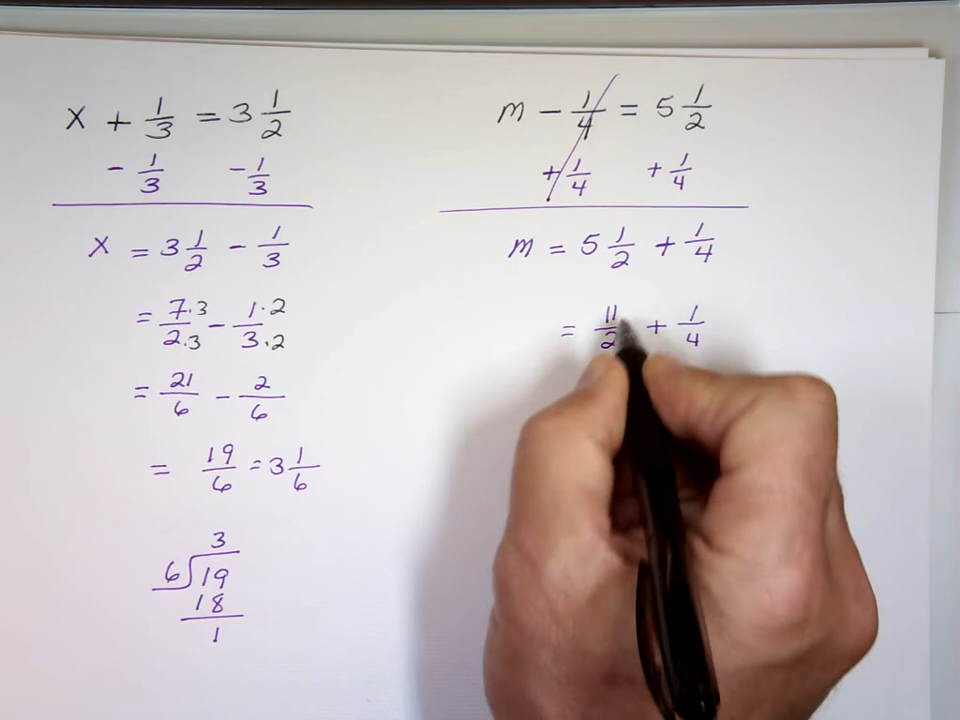 x + 1/3 = 3 1/2
- 1/3 - 1/3
x = 3 1/2 - 1/3
= 7·3/2·3 - 1·2/3·2
= 21/6 - 2/6
= 19/6 = 3 1/6
3
6 19
18
1
m - 1/4 = 5 1/2
+ 1/4 + 1/4
m = 5 1/2 + 1/4
= 11/2 + 1/4